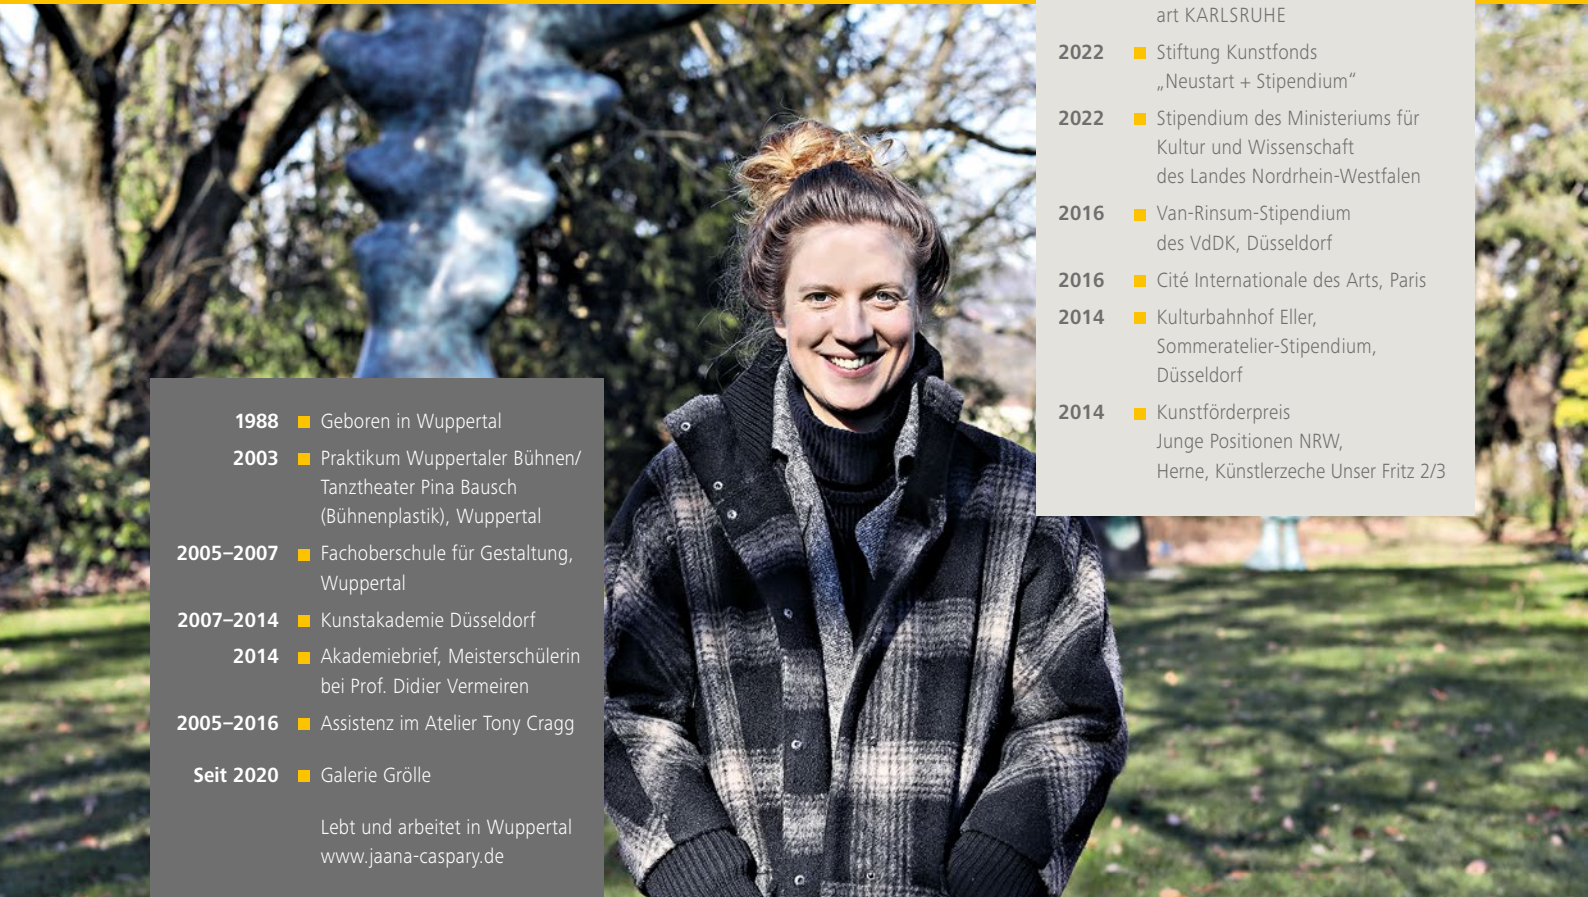 art KARLSRUHE
2022 Stiftung Kunstfonds
„Neustart + Stipendium“
2022 Stipendium des Ministeriums für
Kultur und Wissenschaft
des Landes Nordrhein-Westfalen
2016 Van-Rinsum-Stipendium
des VdDK, Düsseldorf
2016 Cité Internationale des Arts, Paris
2014 Kulturbahnhof Eller,
Sommeratelier-Stipendium,
Düsseldorf
2014 Kunstförderpreis
Junge Positionen NRW,
Herne, Künstlerzeche Unser Fritz 2/3
1988 Geboren in Wuppertal
2003 Praktikum Wuppertaler Bühnen/
Tanztheater Pina Bausch
(Bühnenplastik), Wuppertal
2005–2007 Fachoberschule für Gestaltung,
Wuppertal
2007–2014 Kunstakademie Düsseldorf
2014 Akademiebrief, Meisterschülerin
bei Prof. Didier Vermeiren
2005–2016 Assistenz im Atelier Tony Cragg
Seit 2020 Galerie Grölle
Lebt und arbeitet in Wuppertal
www.jaana-caspary.de